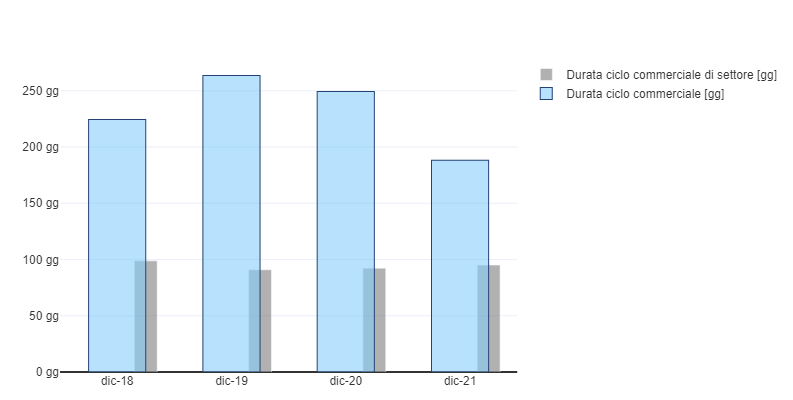 Durata ciclo commerciale di settore [gg]
Durata ciclo commerciale [gg]
250 gg
200 gg
150 gg
100 gg
50 gg
0 gg
dic-18
dic-19
dic-20
dic-21